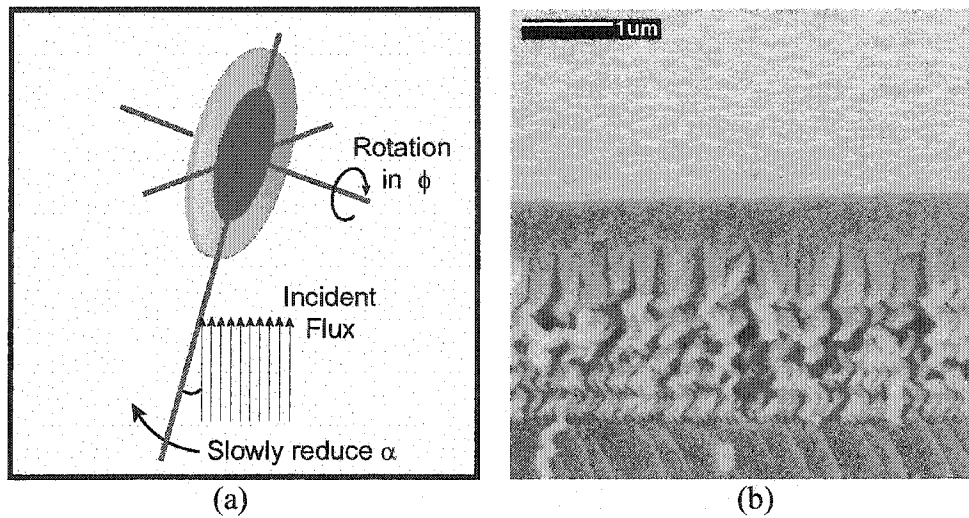 Rotation
in ϕ
Incident
Flux
Slowly reduce α
(a)
1um
(b)